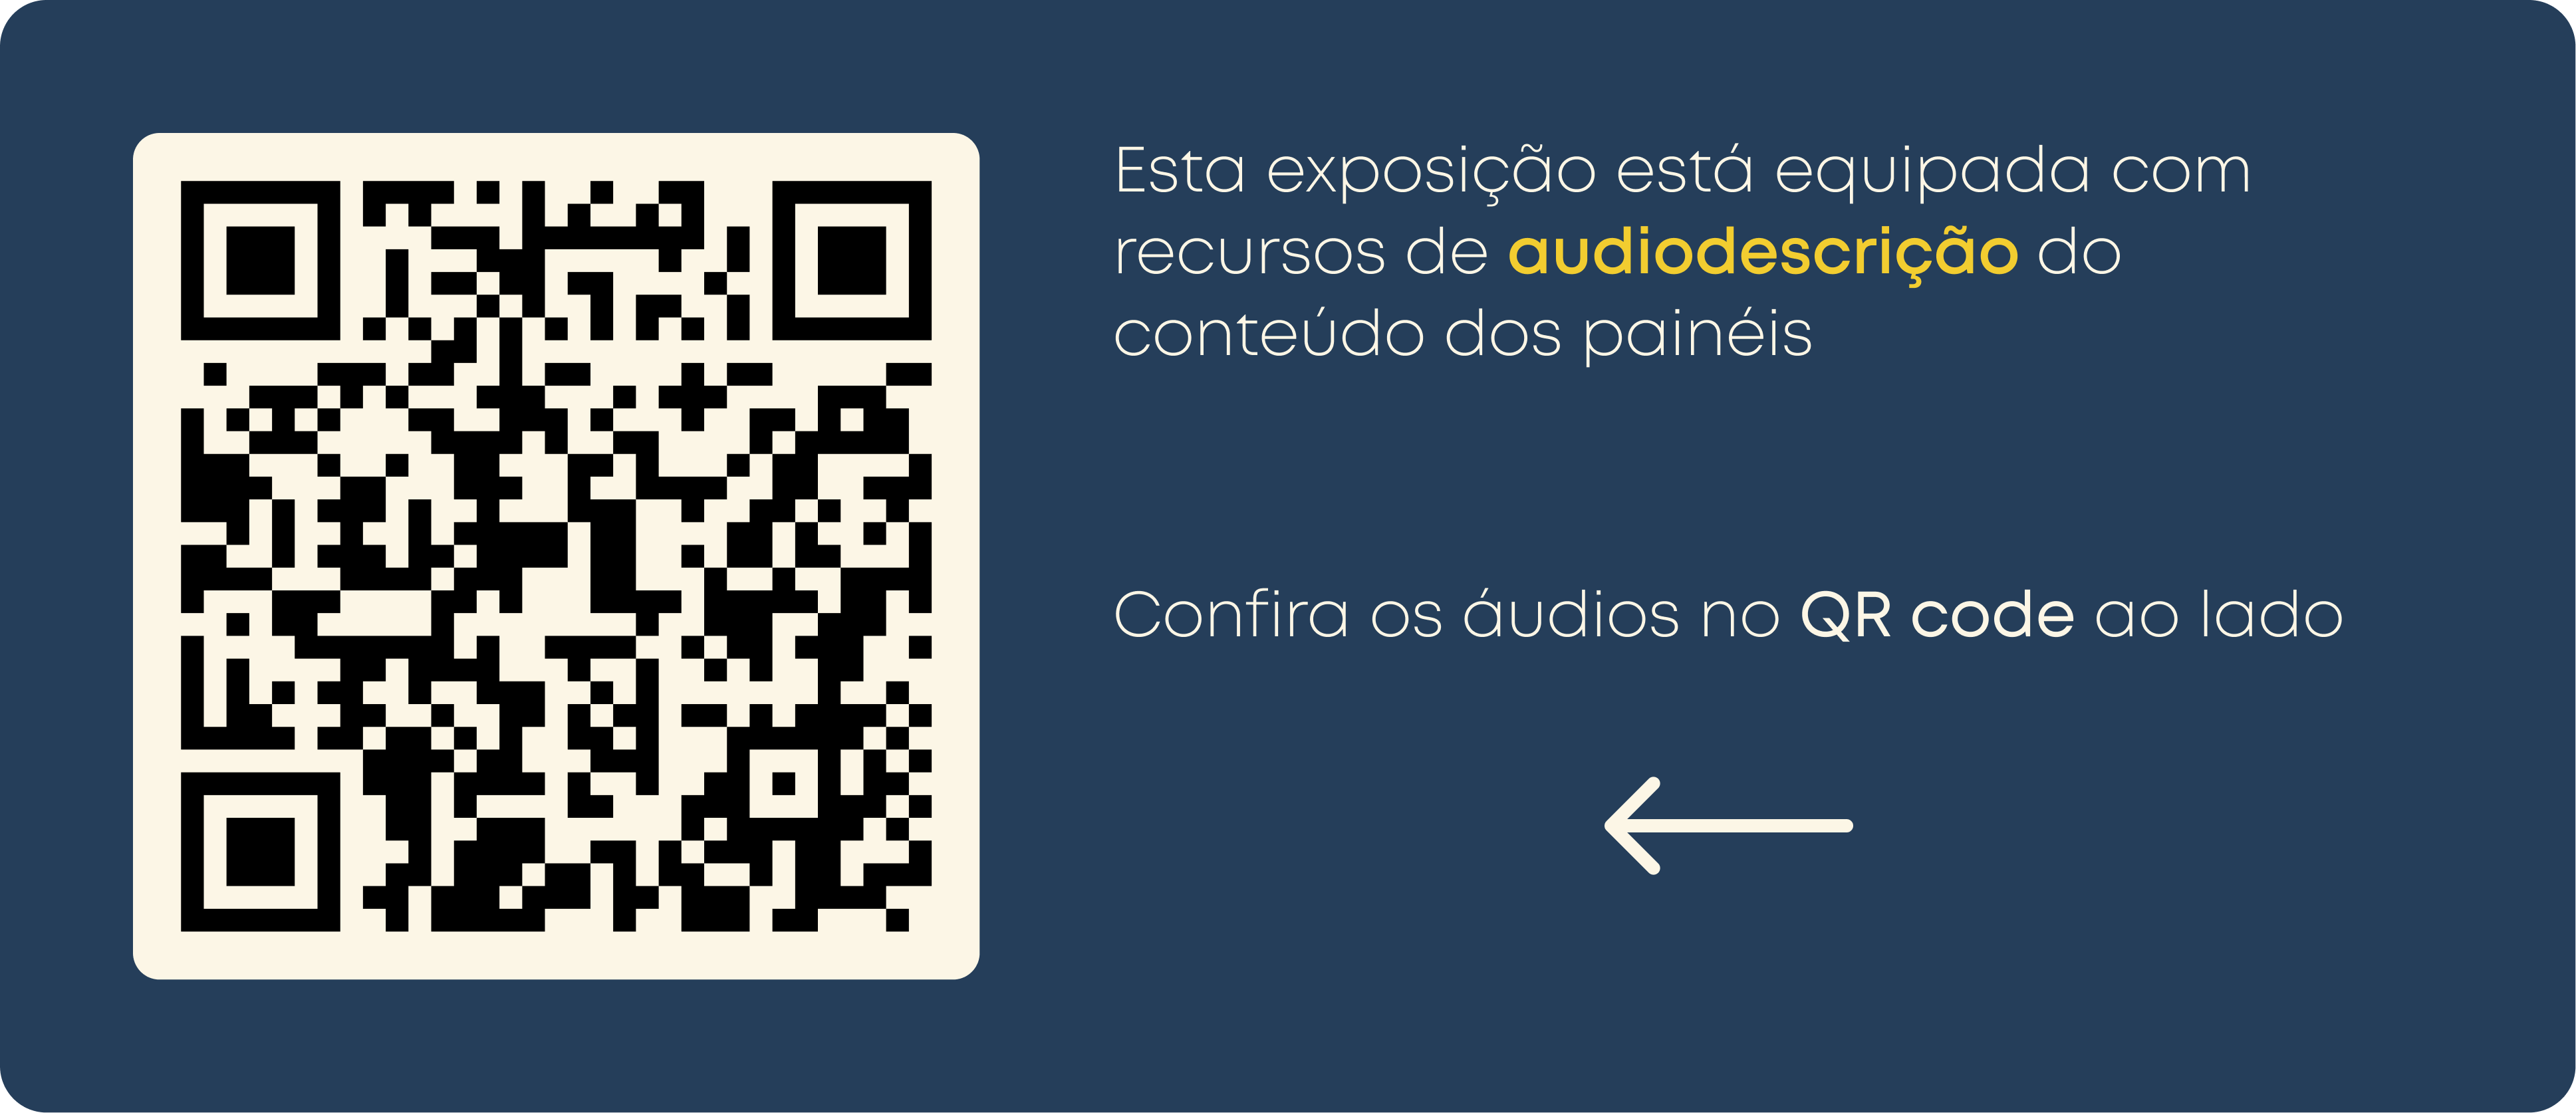 Esta exposição está equipada com
recursos de audiodescrição do
conteúdo dos painéis
Confira os áudios no QR code ao lado